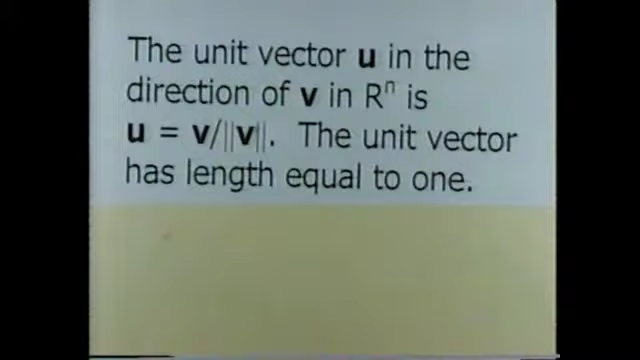 The unit vector u in the
direction of v in Rⁿ is
u = v/||v||. The unit vector
has length equal to one.